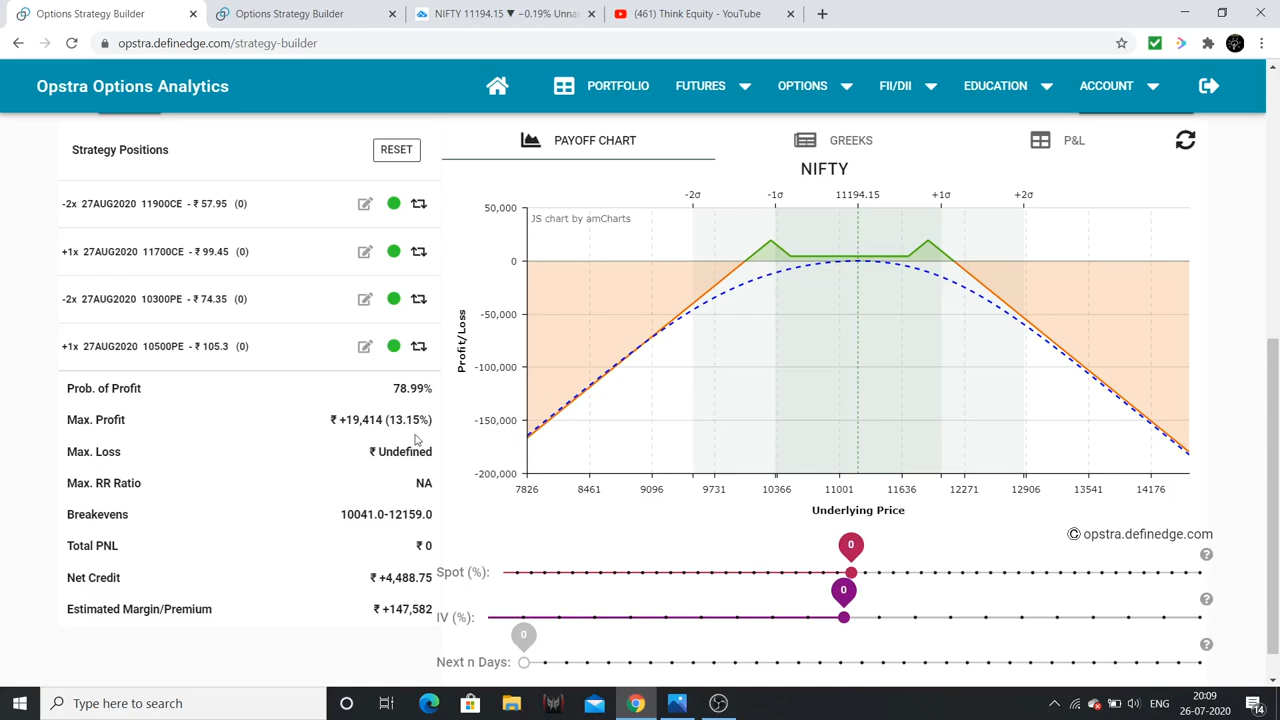 Options Strategy Builder
Options Strategy Builder
NIFTY 11194.15 ▼ −0.19% Unna
(461) Think Equity - YouTube
opstra.definedge.com/strategy-builder
Opstra Options Analytics
PORTFOLIO
FUTURES
OPTIONS
FII/DII
EDUCATION
ACCOUNT
Strategy Positions
RESET
-2x 27AUG2020 11900CE - ₹ 57.95 (0)
+1x 27AUG2020 11700CE - ₹ 99.45 (0)
-2x 27AUG2020 10300PE - ₹ 74.35 (0)
+1x 27AUG2020 10500PE - ₹ 105.3 (0)
Prob. of Profit 78.99%
Max. Profit ₹ +19,414 (13.15%)
Max. Loss ₹ Undefined
Max. RR Ratio NA
Breakevens 10041.0-12159.0
Total PNL ₹ 0
Net Credit ₹ +4,488.75
Estimated Margin/Premium ₹ +147,582
PAYOFF CHART
GREEKS
P&L
NIFTY
-2σ -1σ 11194.15 +1σ +2σ
JS chart by amCharts
50,000
0
-50,000
-100,000
-150,000
-200,000
Profit/Loss
7826 8461 9096 9731 10366 11001 11636 12271 12906 13541 14176
Underlying Price
© opstra.definedge.com
0
Spot (%):
?
0
IV (%):
?
0
Next n Days:
?
Type here to search
ENG
20:09
26-07-2020
14